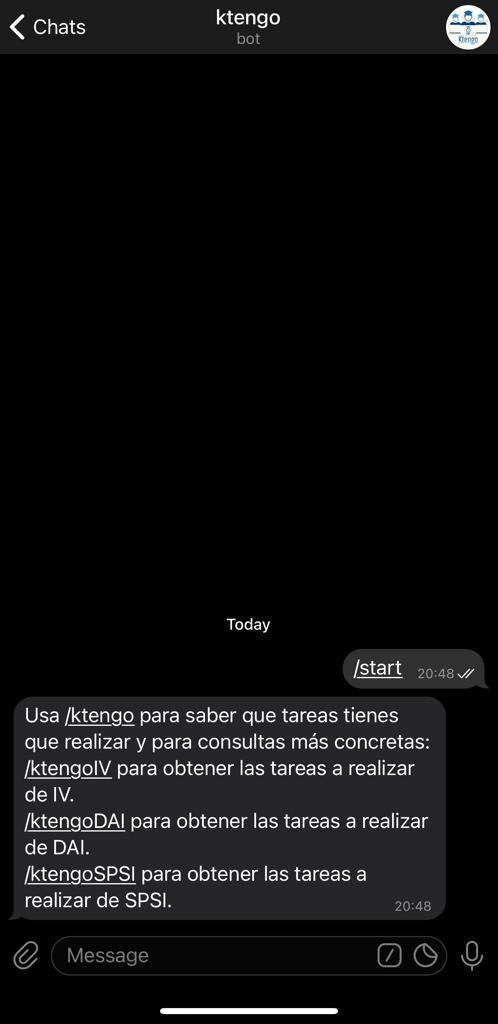 Chats
ktengo
bot
Ktengo
Today
/start 20:48
Usa /ktengo para saber que tareas tienes
que realizar y para consultas más concretas:
/ktengoIV para obtener las tareas a realizar
de IV.
/ktengoDAI para obtener las tareas a realizar
de DAI.
/ktengoSPSI para obtener las tareas a
realizar de SPSI.
20:48
Message